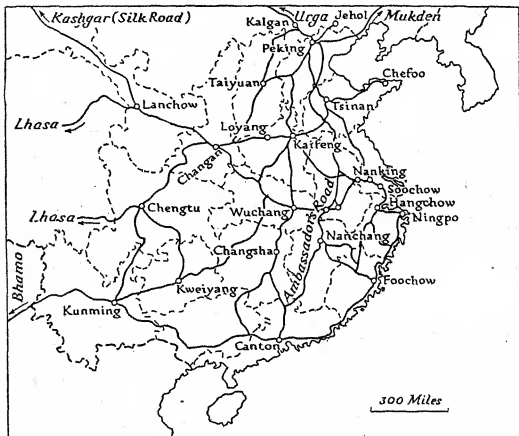 Kashgar (Silk Road)
Kalgan
Urga
Jehol
Mukden
Peking
Taiyuan
Chefoo
Tsinan
Lanchow
Lhasa
Loyang
Kaifeng
Changan
Nanking
Soochow
Hangchow
Ningpo
Lhasa
Chengtu
Wuchang
Ambassadors Road
Nanchang
Changsha
Bhamo
Kweiyang
Foochow
Kunming
Canton
300 Miles